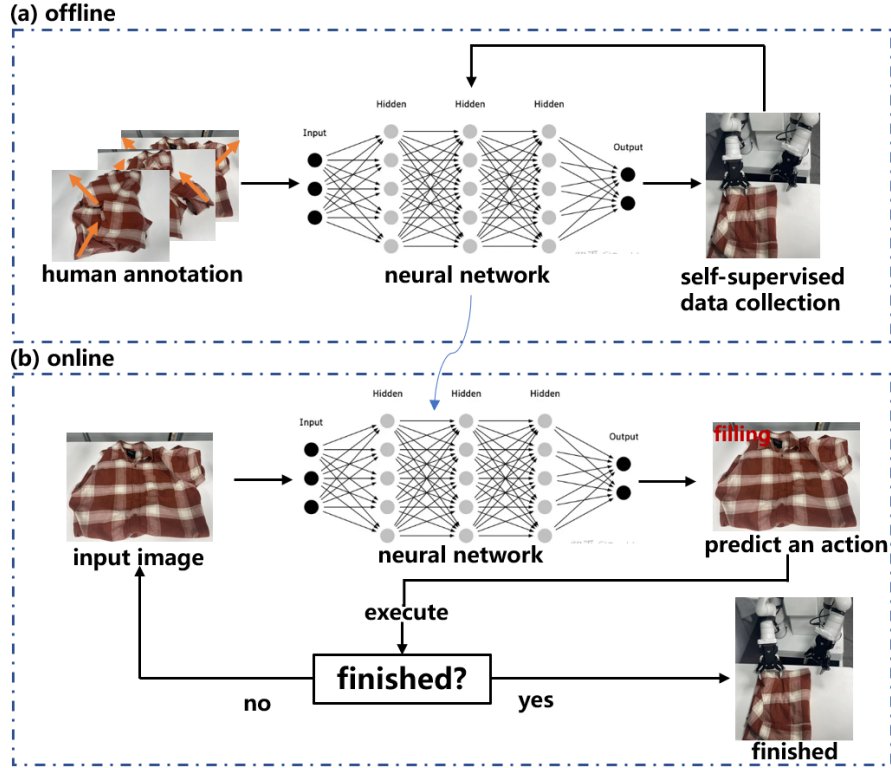 (a) offline
Hidden Hidden Hidden
Input
Output
human annotation
neural network
self-supervised
data collection
(b) online
Hidden Hidden Hidden
Input
Output
filling
input image
neural network
predict an action
execute
finished?
no
yes
finished